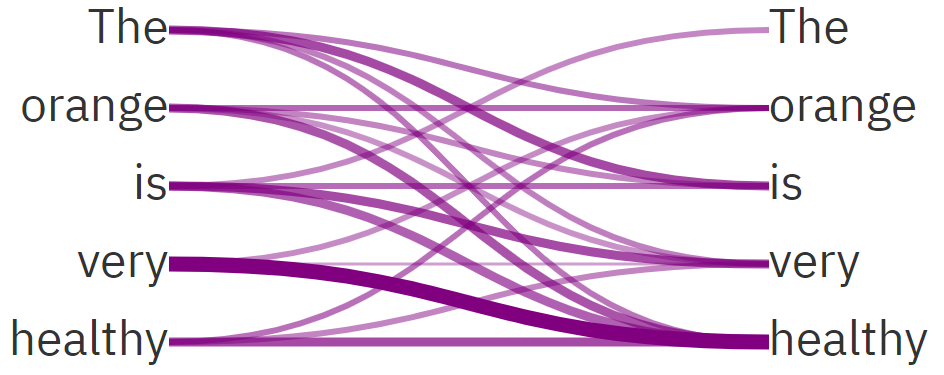 The The
orange orange
is is
very very
healthy healthy